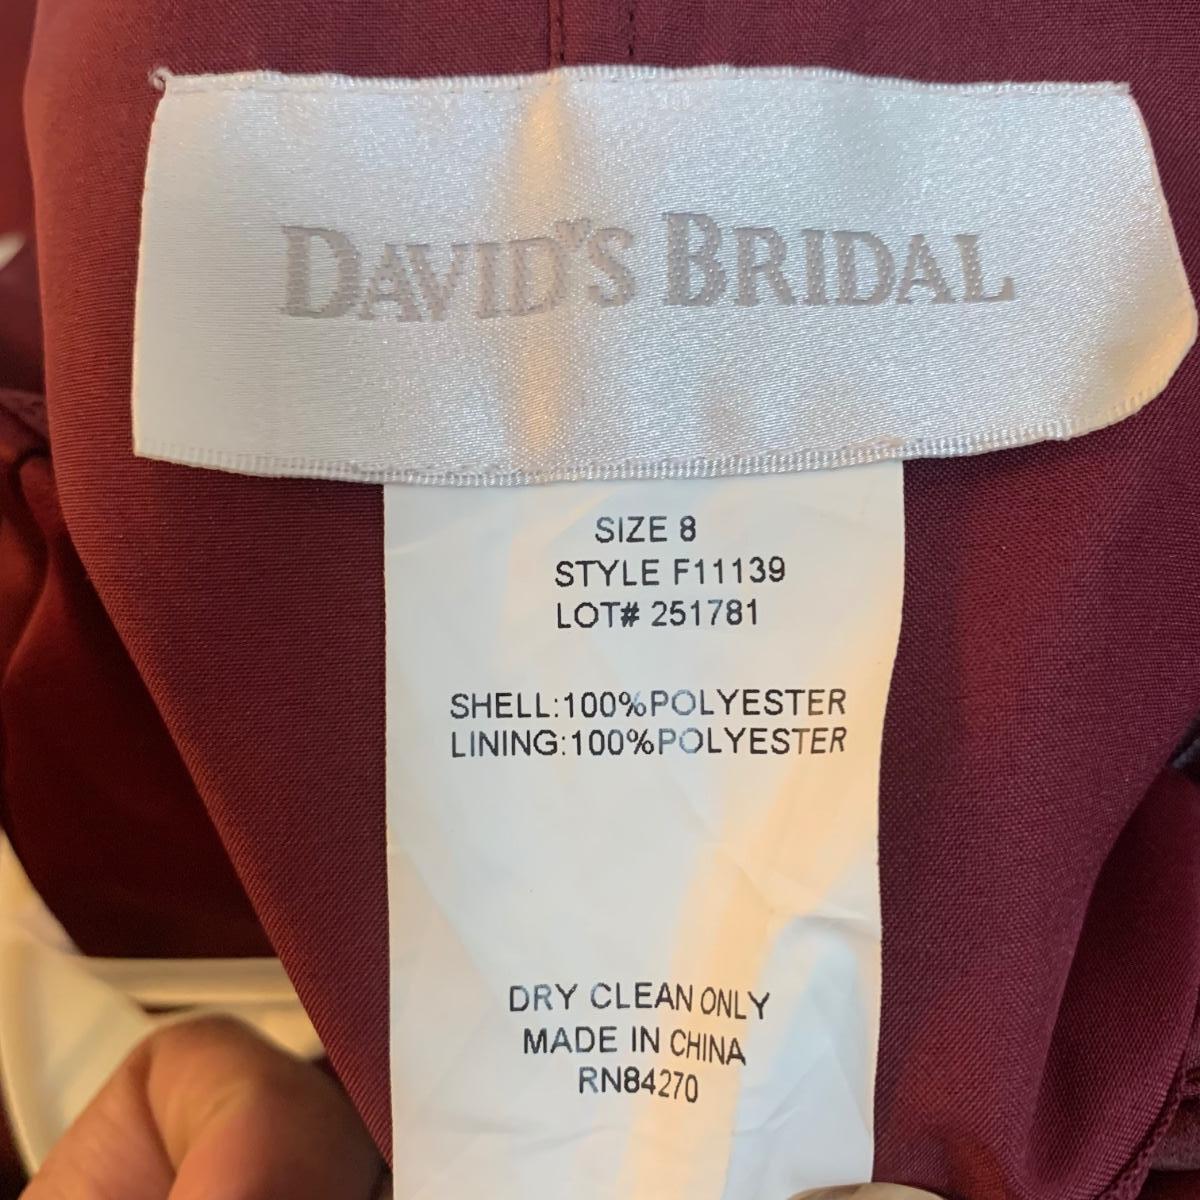 DAVID'S BRIDAL
SIZE 8
STYLE F11139
LOT# 251781
SHELL:100%POLYESTER
LINING:100%POLYESTER
DRY CLEAN ONLY
MADE IN CHINA
RN84270